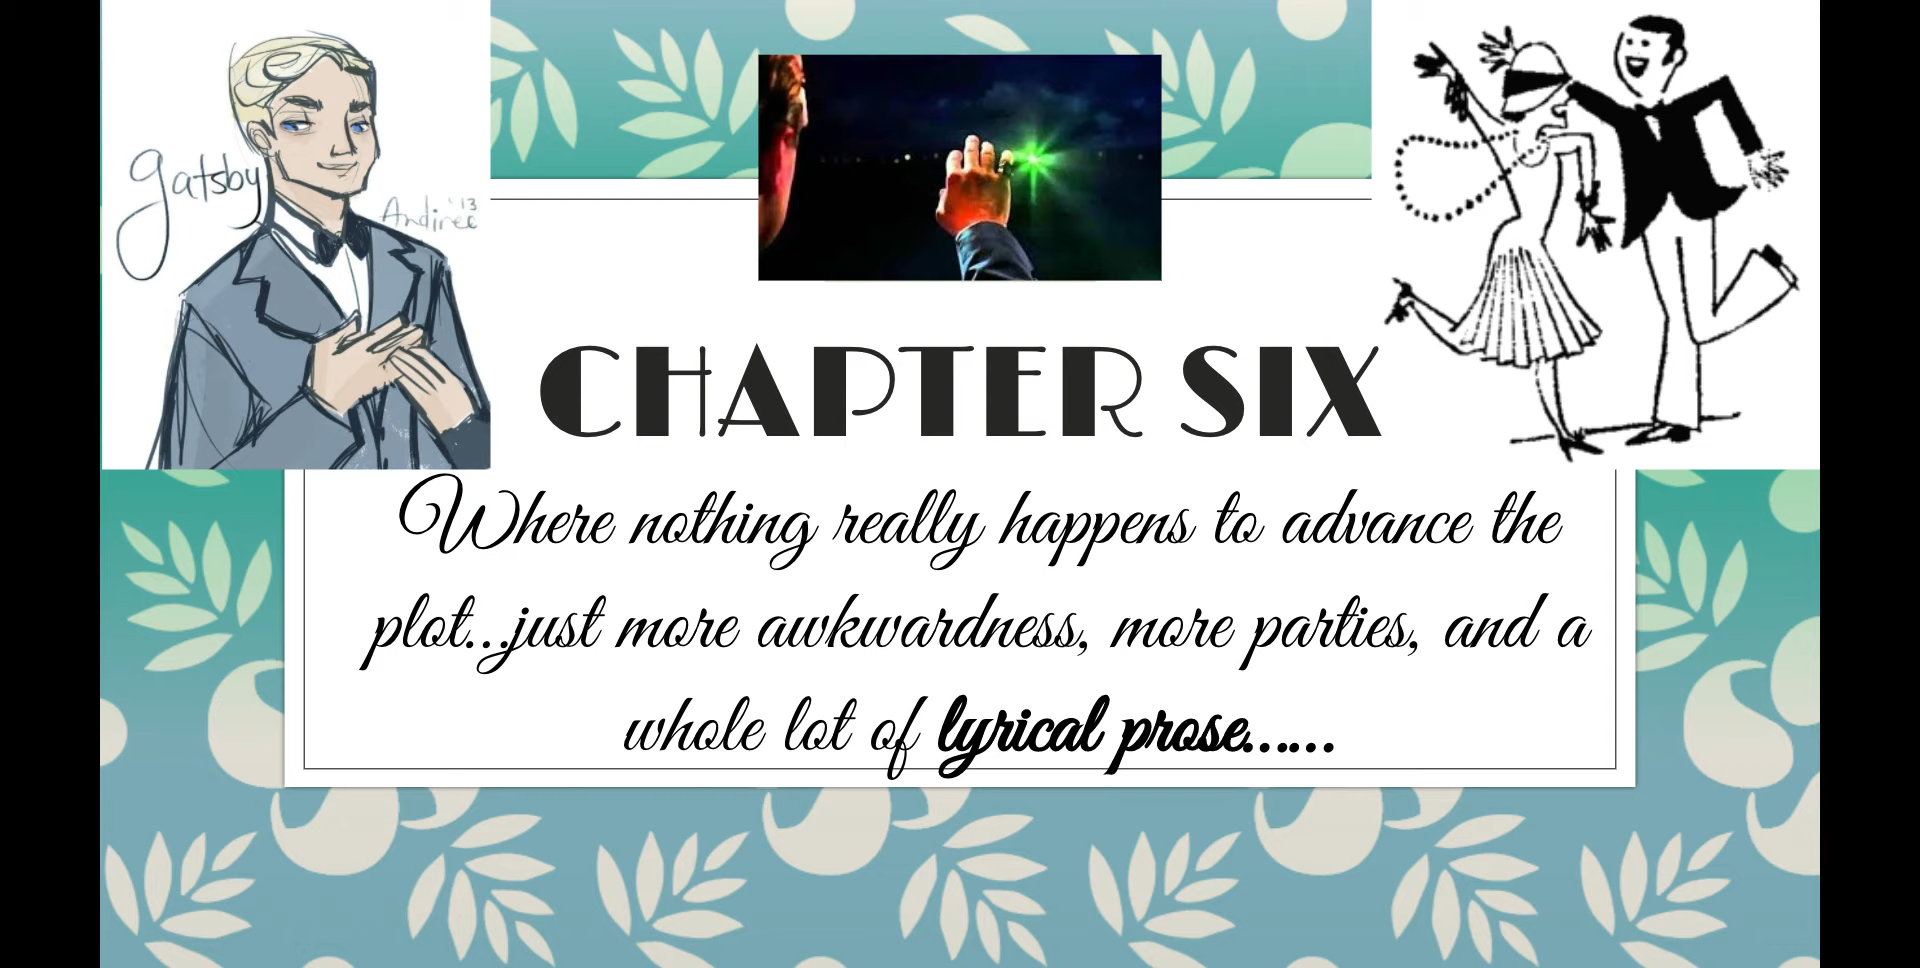 gatsby
Andiree '13
CHAPTER SIX
Where nothing really happens to advance the
plot...just more awkwardness, more parties, and a
whole lot of lyrical prose......